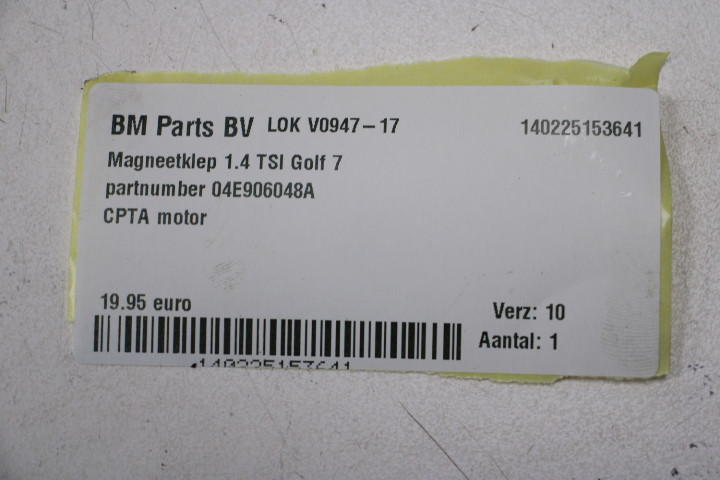 BM Parts BV LOK V0947-17 140225153641
Magneetklep 1.4 TSI Golf 7
partnumber 04E906048A
CPTA motor
19.95 euro Verz: 10
Aantal: 1
140225153641